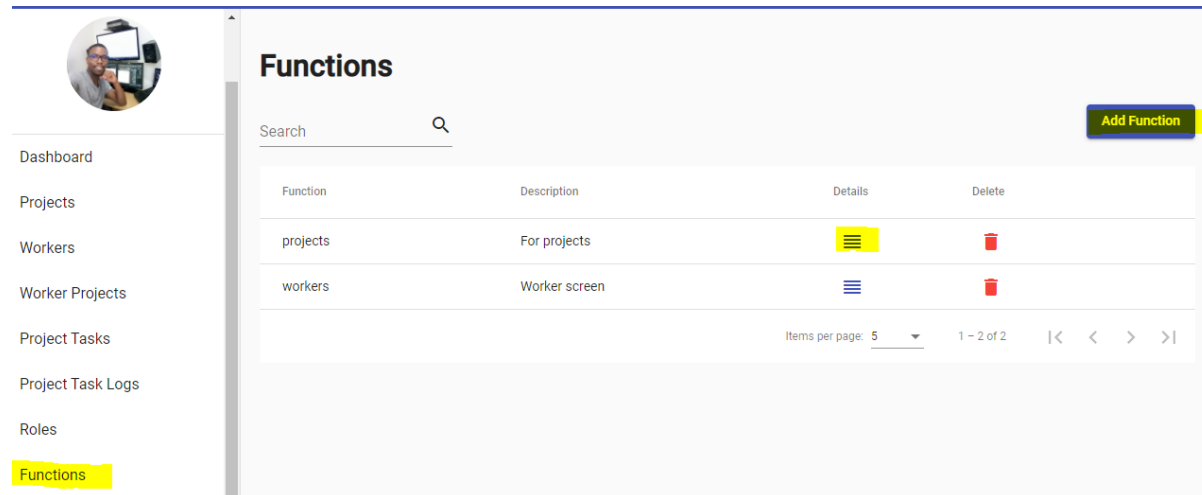 Functions
Search
Add Function
Dashboard
Projects
Workers
Worker Projects
Project Tasks
Project Task Logs
Roles
Functions
Function Description Details Delete
projects For projects
workers Worker screen
Items per page: 5 1 – 2 of 2